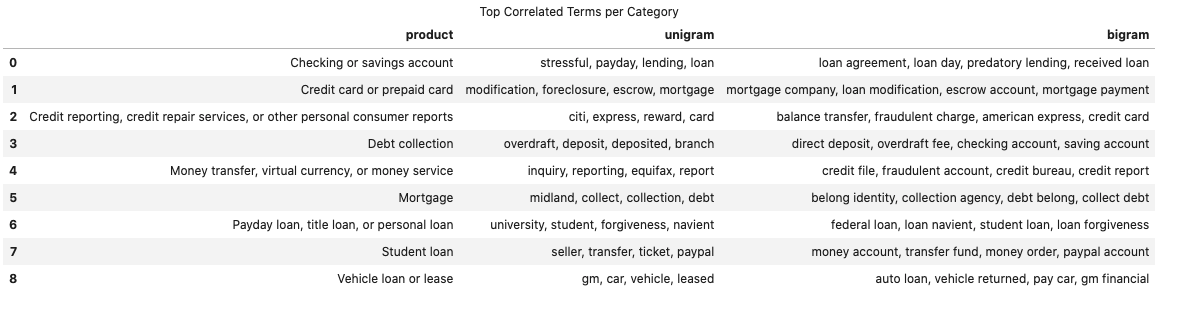 Top Correlated Terms per Category
product unigram bigram
0 Checking or savings account stressful, payday, lending, loan loan agreement, loan day, predatory lending, received loan
1 Credit card or prepaid card modification, foreclosure, escrow, mortgage mortgage company, loan modification, escrow account, mortgage payment
2 Credit reporting, credit repair services, or other personal consumer reports citi, express, reward, card balance transfer, fraudulent charge, american express, credit card
3 Debt collection overdraft, deposit, deposited, branch direct deposit, overdraft fee, checking account, saving account
4 Money transfer, virtual currency, or money service inquiry, reporting, equifax, report credit file, fraudulent account, credit bureau, credit report
5 Mortgage midland, collect, collection, debt belong identity, collection agency, debt belong, collect debt
6 Payday loan, title loan, or personal loan university, student, forgiveness, navient federal loan, loan navient, student loan, loan forgiveness
7 Student loan seller, transfer, ticket, paypal money account, transfer fund, money order, paypal account
8 Vehicle loan or lease gm, car, vehicle, leased auto loan, vehicle returned, pay car, gm financial